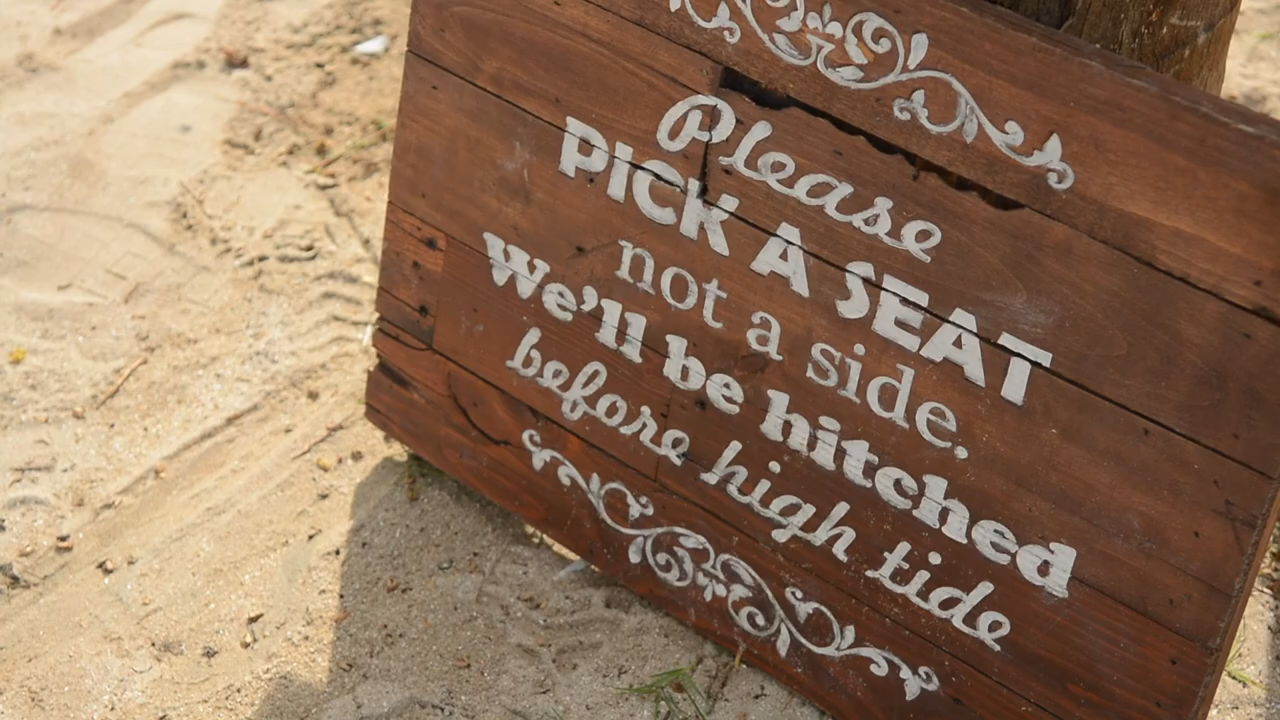 Please
PICK A SEAT
not a side.
We'll be hitched
before high tide